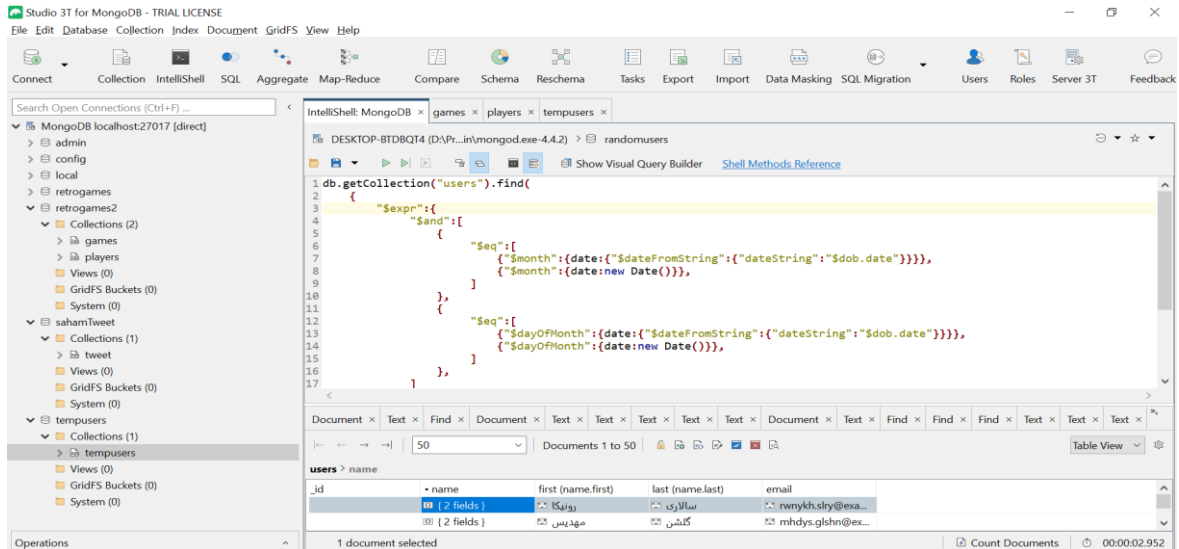 Studio 3T for MongoDB - TRIAL LICENSE
File Edit Database Collection Index Document GridFS View Help
Connect Collection IntelliShell SQL Aggregate Map-Reduce Compare Schema Reschema Tasks Export Import Data Masking SQL Migration Users Roles Server 3T Feedback
Search Open Connections (Ctrl+F) ...
MongoDB localhost:27017 [direct]
admin
config
local
retrogames
retrogames2
Collections (2)
games
players
Views (0)
GridFS Buckets (0)
System (0)
sahamTweet
Collections (1)
tweet
Views (0)
GridFS Buckets (0)
System (0)
tempusers
Collections (1)
tempusers
Views (0)
GridFS Buckets (0)
System (0)
Operations
IntelliShell: MongoDB × games × players × tempusers ×
DESKTOP-BTDBQT4 (D:\Pr...in\mongod.exe-4.4.2) > randomusers
Show Visual Query Builder Shell Methods Reference
1 db.getCollection("users").find(
2 {
3 "$expr":{
4 "$and":[
5 {
6 "$eq":[
7 {"$month":{date:{"$dateFromString":{"dateString":"$dob.date"}}}},
8 {"$month":{date:new Date()}},
9 ]
10 },
11 {
12 "$eq":[
13 {"$dayOfMonth":{date:{"$dateFromString":{"dateString":"$dob.date"}}}},
14 {"$dayOfMonth":{date:new Date()}},
15 ]
16 },
17 ]
Document × Text × Find × Document × Text × Text × Text × Text × Text × Document × Text × Find × Find × Find × Text × Text × Text ×
50 Documents 1 to 50 Table View
users > name
_id name first (name.first) last (name.last) email
{ 2 fields } رونیکا سالاری rwnykh.slry@exa...
{ 2 fields } مهدیس گلشن mhdys.glshn@ex...
1 document selected Count Documents 00:00:02.952